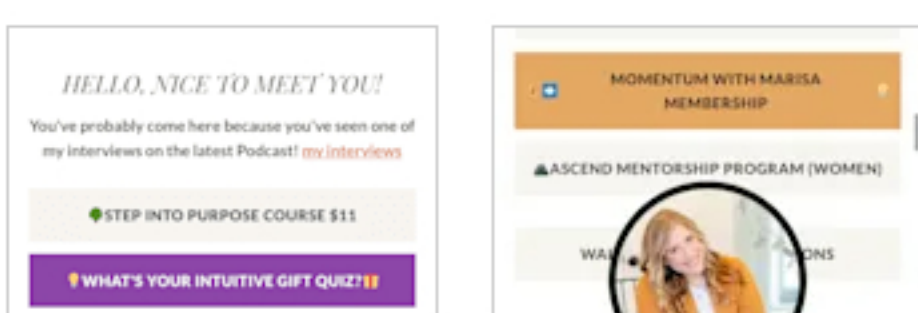 HELLO, NICE TO MEET YOU!
You've probably come here because you've seen one of
my interviews on the latest Podcast! my interviews
STEP INTO PURPOSE COURSE $11
WHAT'S YOUR INTUITIVE GIFT QUIZ?
MOMENTUM WITH MARISA
MEMBERSHIP
ASCEND MENTORSHIP PROGRAM (WOMEN)